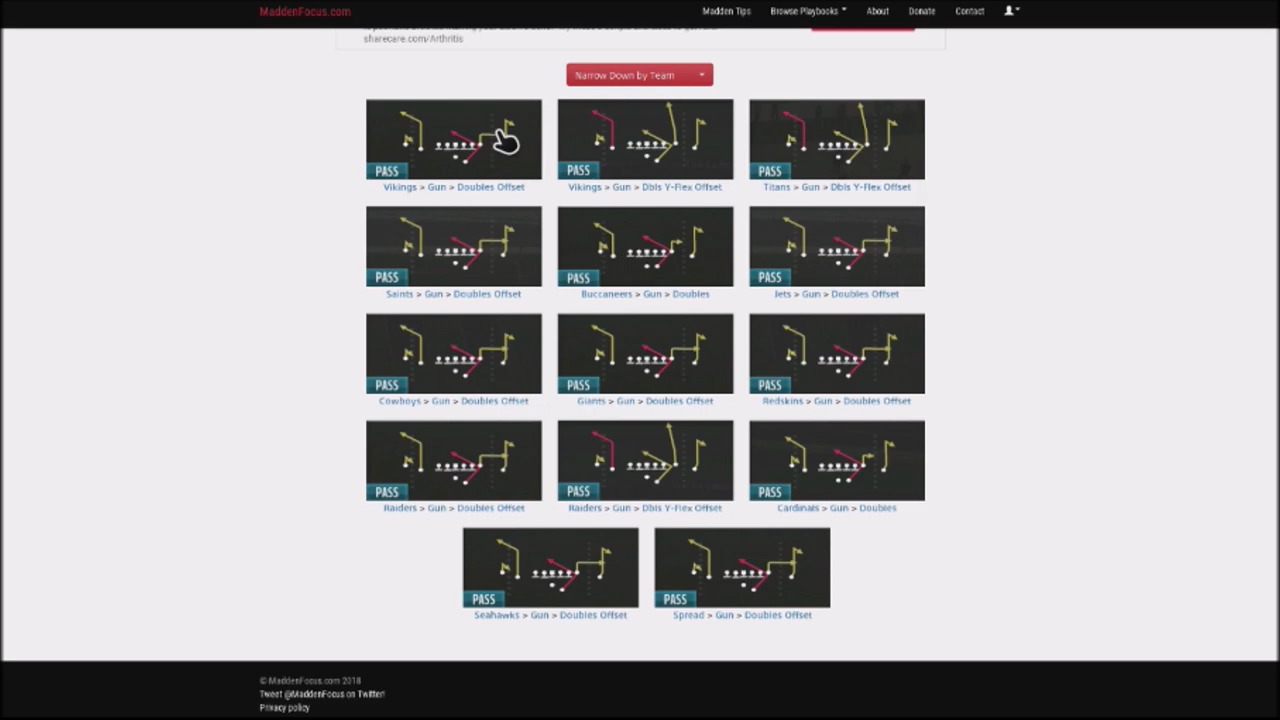 MaddenFocus.com
Madden Tips Browse Playbooks About Donate Contact
sharecare.com/Arthritis
Narrow Down by Team
PASS PASS PASS
Vikings > Gun > Doubles Offset Vikings > Gun > Dbls Y-Flex Offset Titans > Gun > Dbls Y-Flex Offset
PASS PASS PASS
Saints > Gun > Doubles Offset Buccaneers > Gun > Doubles Jets > Gun > Doubles Offset
PASS PASS PASS
Cowboys > Gun > Doubles Offset Giants > Gun > Doubles Offset Redskins > Gun > Doubles Offset
PASS PASS PASS
Raiders > Gun > Doubles Offset Raiders > Gun > Dbls Y-Flex Offset Cardinals > Gun > Doubles
PASS PASS
Seahawks > Gun > Doubles Offset Spread > Gun > Doubles Offset
© MaddenFocus.com 2018
Tweet @MaddenFocus on Twitter!
Privacy policy